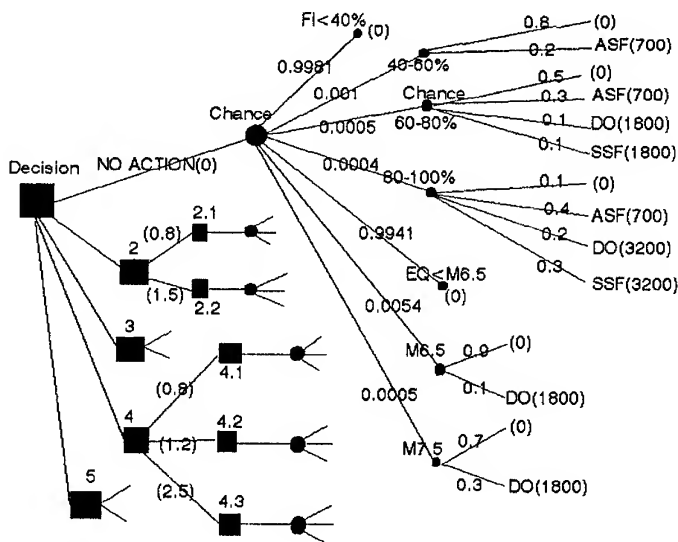 FI<40%
(0)
0.9981
0.8
(0)
0.2
ASF(700)
40-60%
0.001
Chance
0.5
(0)
0.3
ASF(700)
0.1
DO(1800)
0.1
SSF(1800)
60-80%
0.0005
Chance
0.0004
80-100%
0.1
(0)
0.4
ASF(700)
0.2
DO(3200)
0.3
SSF(3200)
Decision
NO ACTION(0)
0.9941
EQ<M6.5
(0)
0.0054
M6.5
0.9
(0)
0.1
DO(1800)
0.0005
M7.5
0.7
(0)
0.3
DO(1800)
2
(0.8)
2.1
(1.5)
2.2
3
4
(0.8)
4.1
(1.2)
4.2
(2.5)
4.3
5